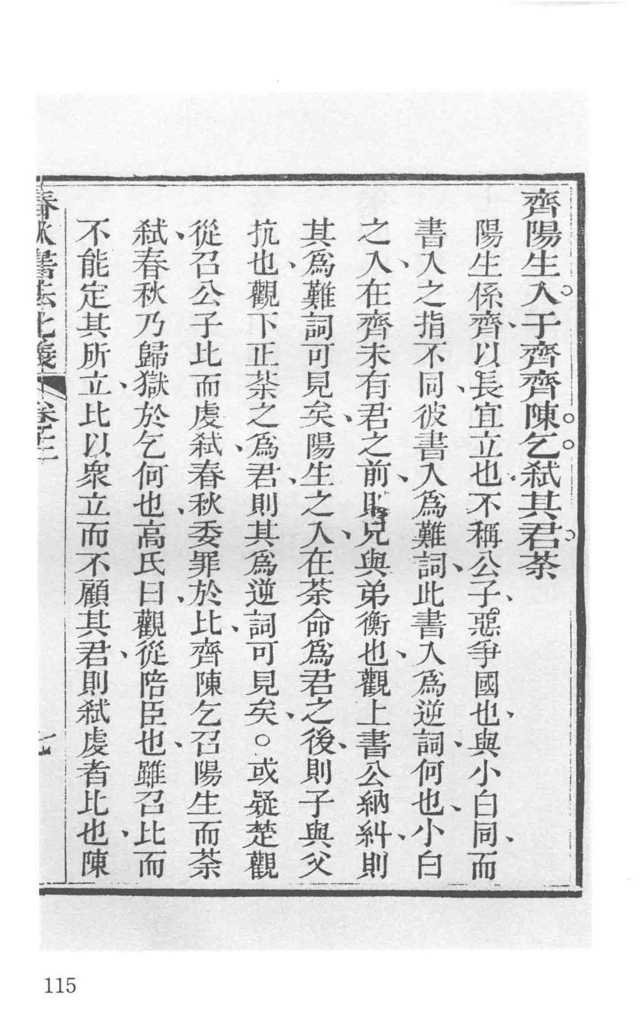 齊陽生入于齊齊陳乞弑其君荼
陽生係齊以長宜立也不稱公子惡爭國也與小白同而
書入之指不同彼書入爲難詞此書入爲逆詞何也小白
之入在齊未有君之前則兄與弟衡也觀上書公納糾則
其爲難詞可見矣陽生之入在荼命爲君之後則子與父
抗也觀下正荼之爲君則其爲逆詞可見矣○或疑楚觀
從召公子比而虔弑春秋委罪於比齊陳乞召陽生而荼
弑春秋乃歸獄於乞何也高氏曰觀從陪臣也雖召比而
不能定其所立比以衆立而不顧其君則弑虔者比也陳
春秋書法比義 卷十二 七
115